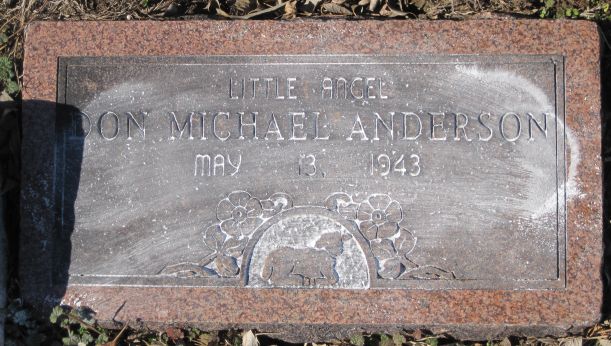 LITTLE ANGEL
DON MICHAEL ANDERSON
MAY 13, 1943